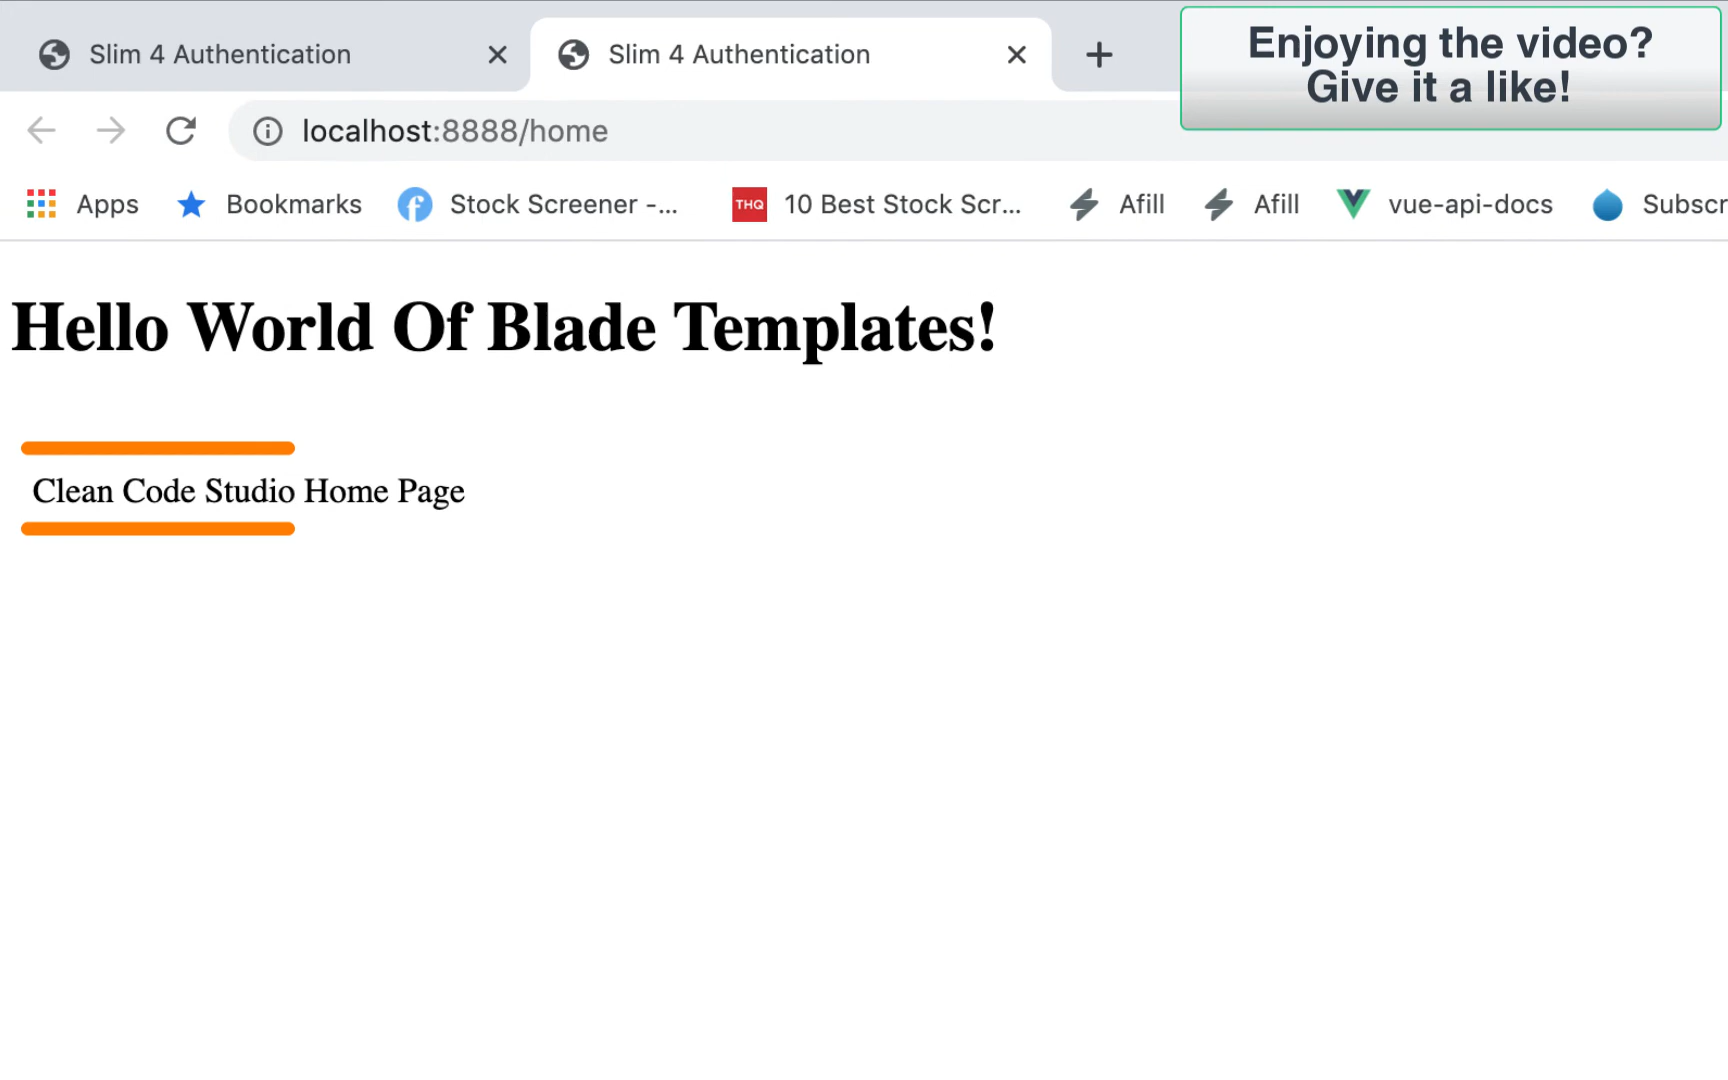 Slim 4 Authentication
Slim 4 Authentication
Enjoying the video?
Give it a like!
localhost:8888/home
Apps
Bookmarks
Stock Screener -...
THQ
10 Best Stock Scr...
Afill
Afill
vue-api-docs
Subscr
Hello World Of Blade Templates!
Clean Code Studio Home Page